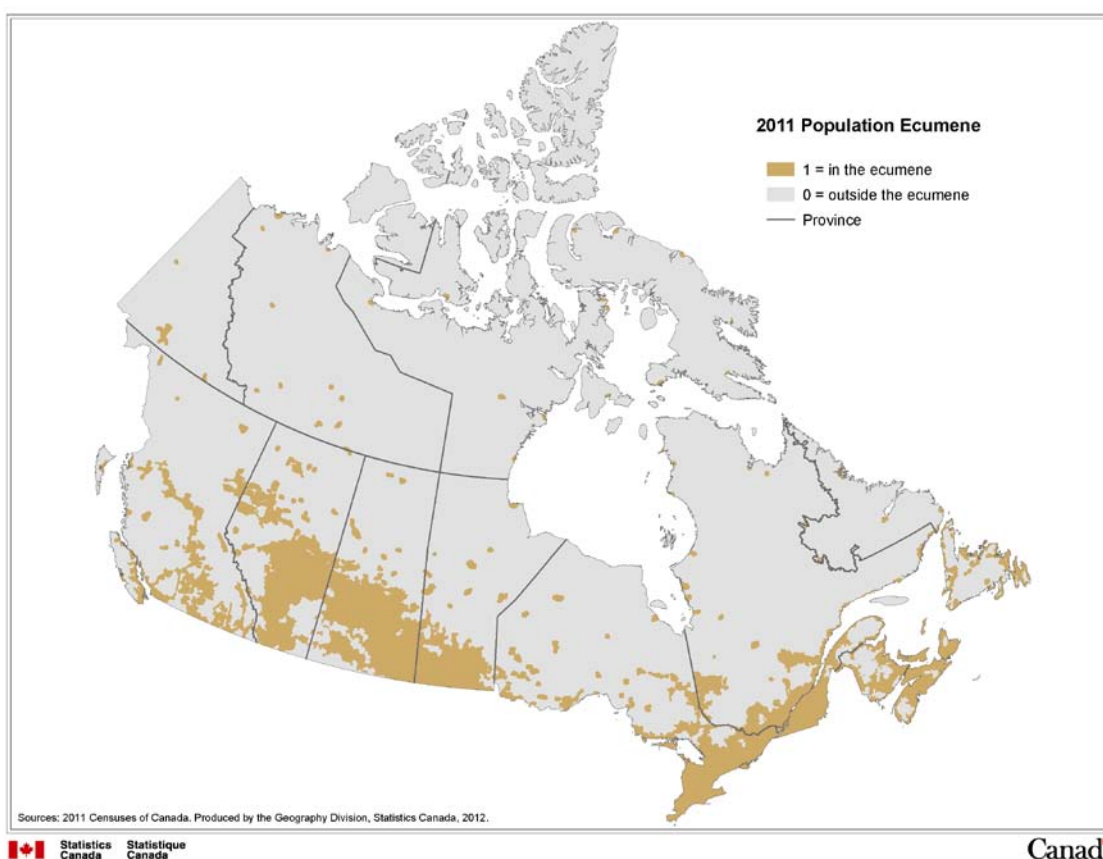 2011 Population Ecumene
1 = in the ecumene
0 = outside the ecumene
Province
Sources: 2011 Censuses of Canada. Produced by the Geography Division, Statistics Canada, 2012.
Statistics Statistique
Canada Canada
Canad